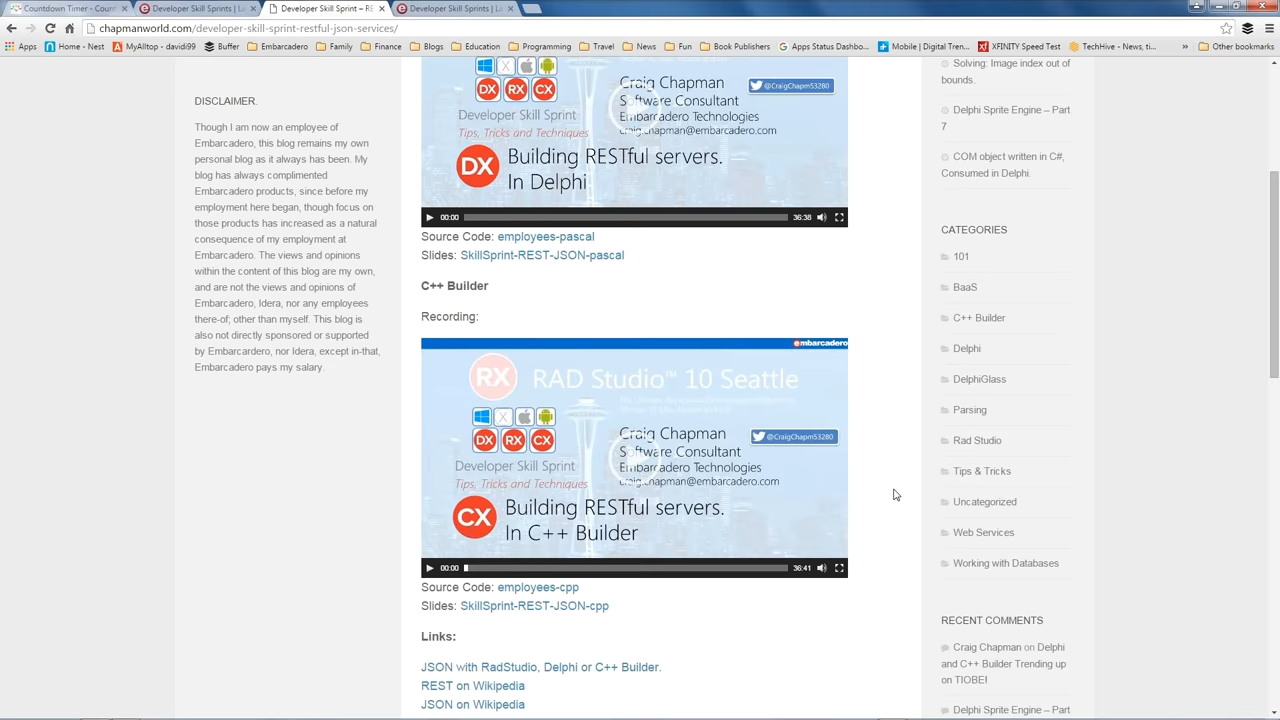 Countdown Timer - Commu
Developer Skill Sprints | La
Developer Skill Sprint – RE
Developer Skill Sprints | L
chapmanworld.com/developer-skill-sprint-restful-json-services/
Apps
Home - Nest
MyAlltop - davidi99
Buffer
Embarcadero
Family
Finance
Blogs
Education
Programming
Travel
News
Fun
Book Publishers
Apps Status Dashbo...
Mobile | Digital Tren...
XFINITY Speed Test
TechHive - News, ti...
»
Other bookmarks
DISCLAIMER.
Though I am now an employee of
Embarcadero, this blog remains my own
personal blog as it always has been. My
blog has always complimented
Embarcadero products, since before my
employment here began, though focus on
those products has increased as a natural
consequence of my employment at
Embarcadero. The views and opinions
within the content of this blog are my own,
and are not the views and opinions of
Embarcadero, Idera, nor any employees
there-of; other than myself. This blog is
also not directly sponsored or supported
by Embarcardero, nor Idera, except in-that,
Embarcadero pays my salary.
DX RX CX
Developer Skill Sprint
Tips, Tricks and Techniques
Craig Chapman
@CraigChapm53280
Software Consultant
Embarcadero Technologies
craig.chapman@embarcadero.com
DX
Building RESTful servers.
In Delphi
00:00
36:38
Source Code: employees-pascal
Slides: SkillSprint-REST-JSON-pascal
C++ Builder
Recording:
embarcadero
RX
RAD Studio™ 10 Seattle
DX RX CX
Developer Skill Sprint
Tips, Tricks and Techniques
Craig Chapman
@CraigChapm53280
Software Consultant
Embarcadero Technologies
craig.chapman@embarcadero.com
CX
Building RESTful servers.
In C++ Builder
00:00
36:41
Source Code: employees-cpp
Slides: SkillSprint-REST-JSON-cpp
Links:
JSON with RadStudio, Delphi or C++ Builder.
REST on Wikipedia
JSON on Wikipedia
Solving: Image index out of
bounds.
Delphi Sprite Engine – Part
7
COM object written in C#,
Consumed in Delphi.
CATEGORIES
101
BaaS
C++ Builder
Delphi
DelphiGlass
Parsing
Rad Studio
Tips & Tricks
Uncategorized
Web Services
Working with Databases
RECENT COMMENTS
Craig Chapman on Delphi
and C++ Builder Trending up
on TIOBE!
Delphi Sprite Engine – Part